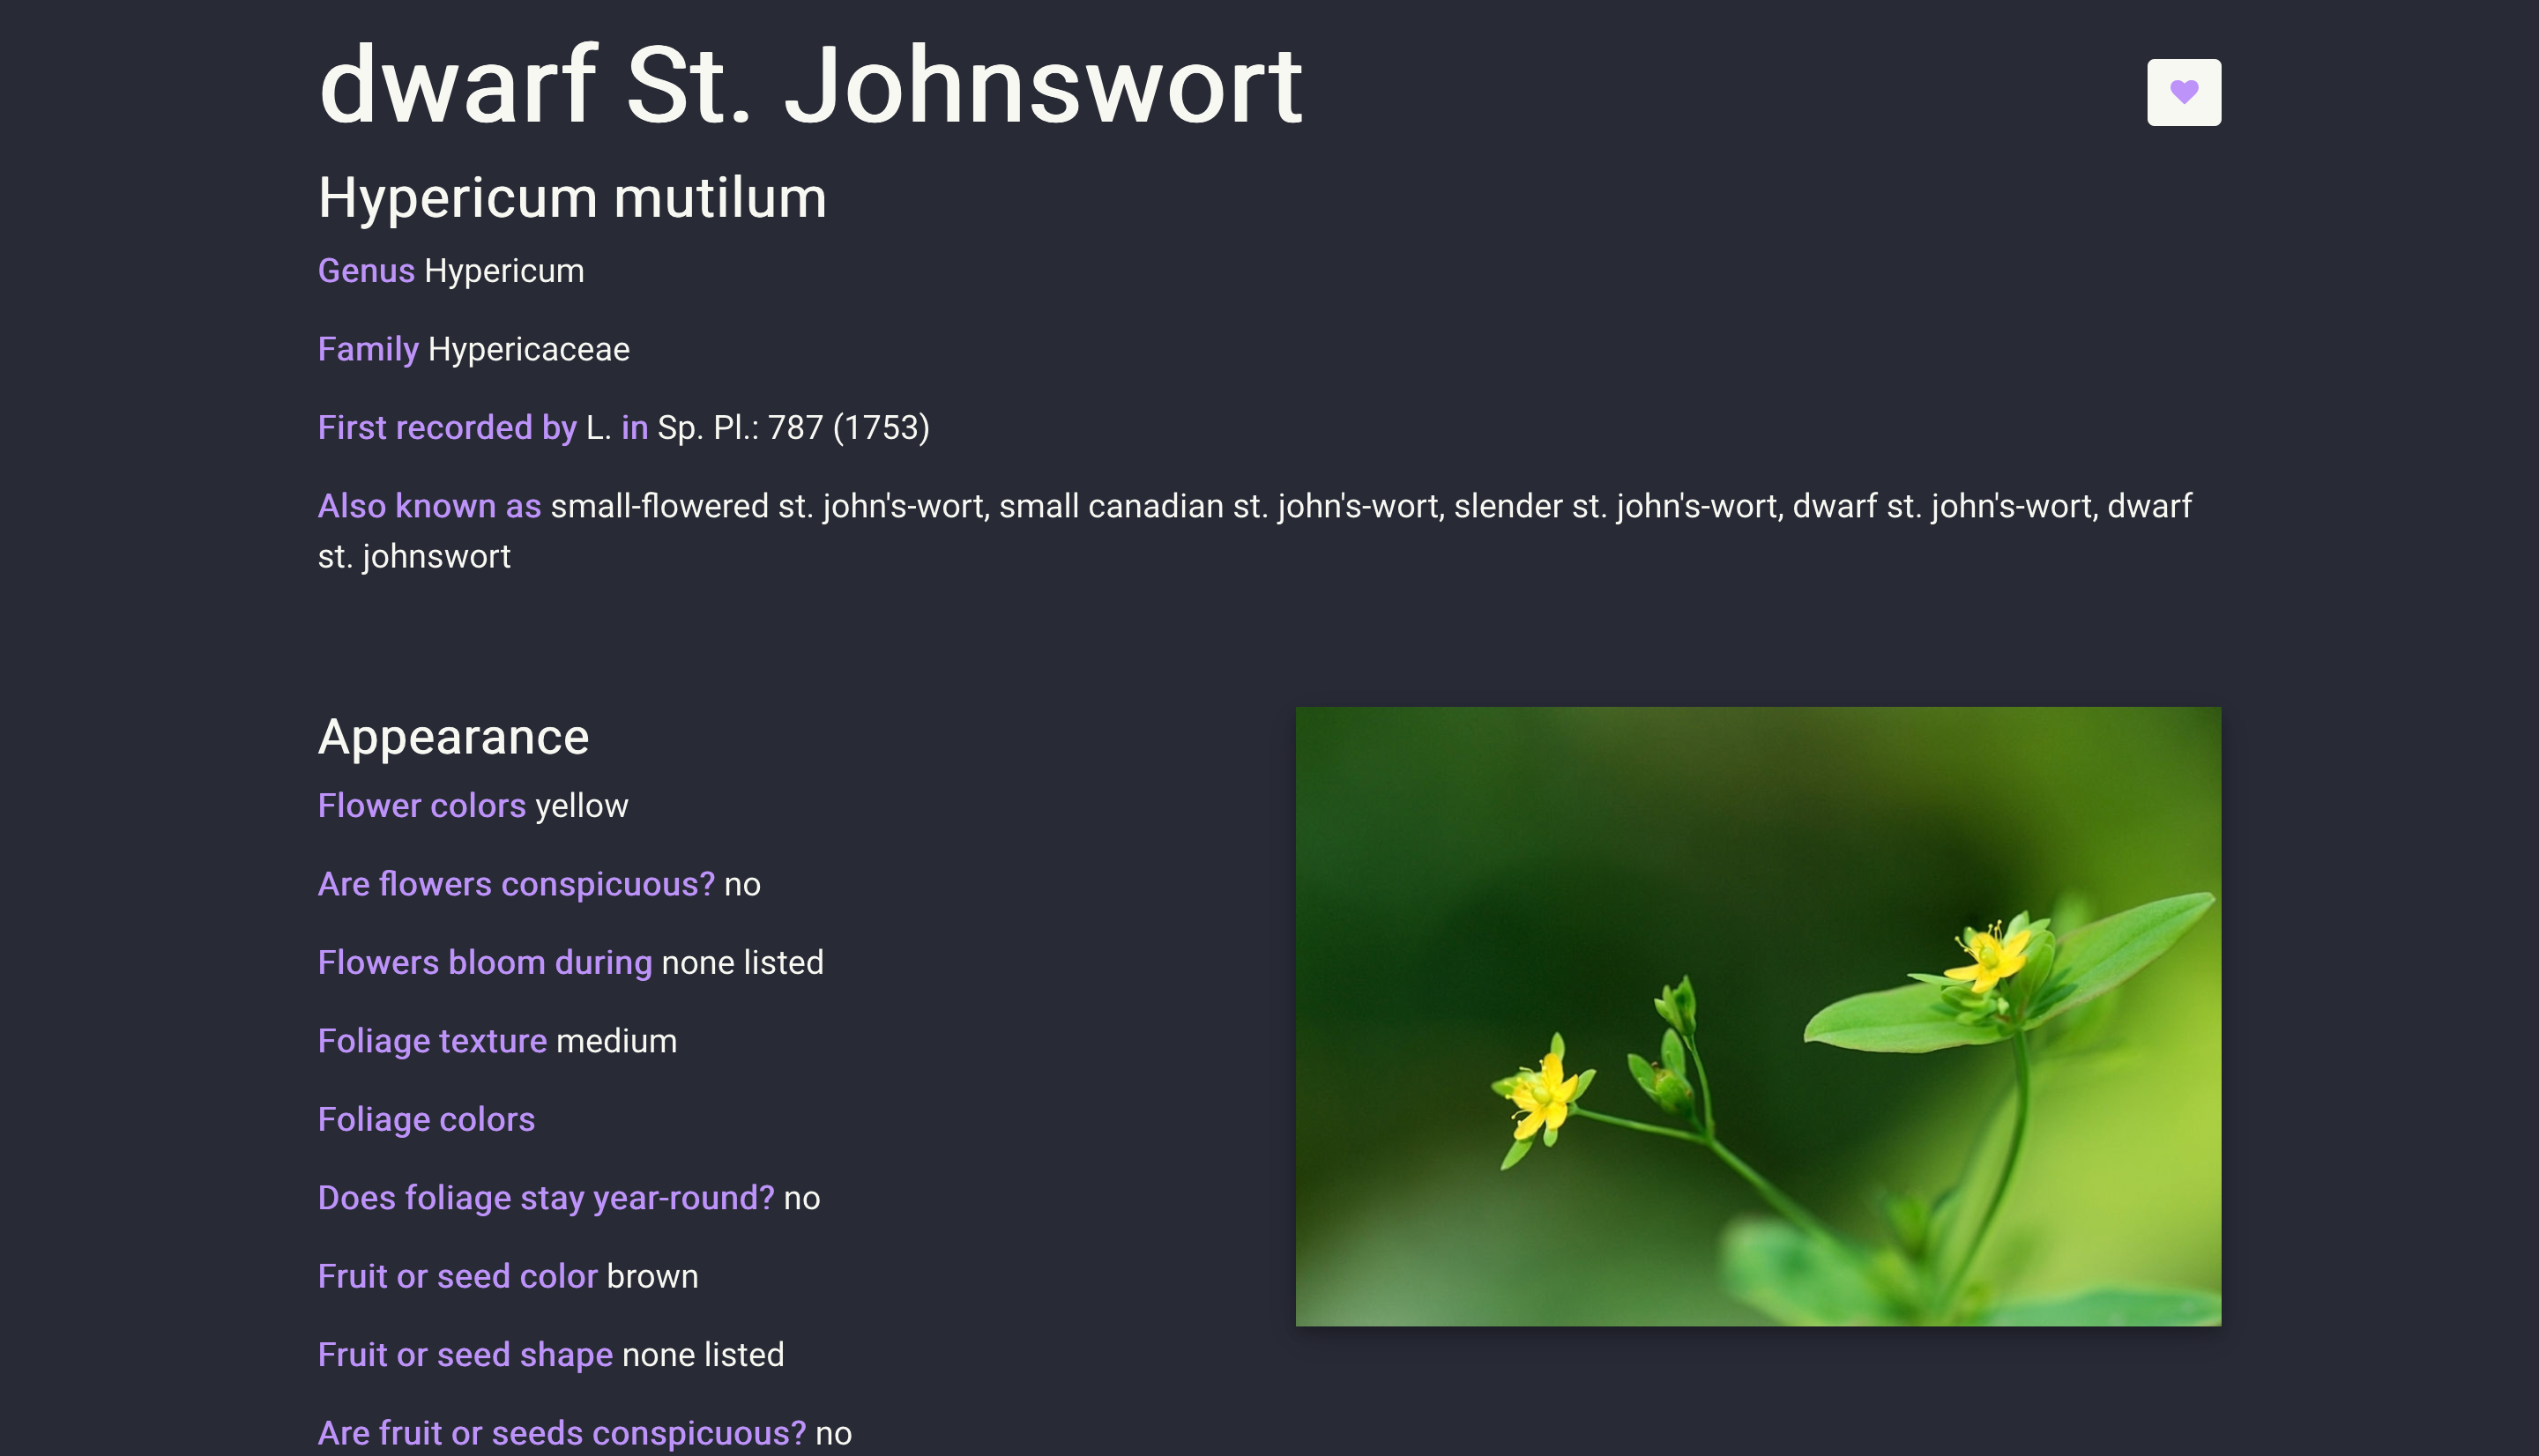 dwarf St. Johnswort
Hypericum mutilum
Genus Hypericum
Family Hypericaceae
First recorded by L. in Sp. Pl.: 787 (1753)
Also known as small-flowered st. john's-wort, small canadian st. john's-wort, slender st. john's-wort, dwarf st. john's-wort, dwarf
st. johnswort
Appearance
Flower colors yellow
Are flowers conspicuous? no
Flowers bloom during none listed
Foliage texture medium
Foliage colors
Does foliage stay year-round? no
Fruit or seed color brown
Fruit or seed shape none listed
Are fruit or seeds conspicuous? no